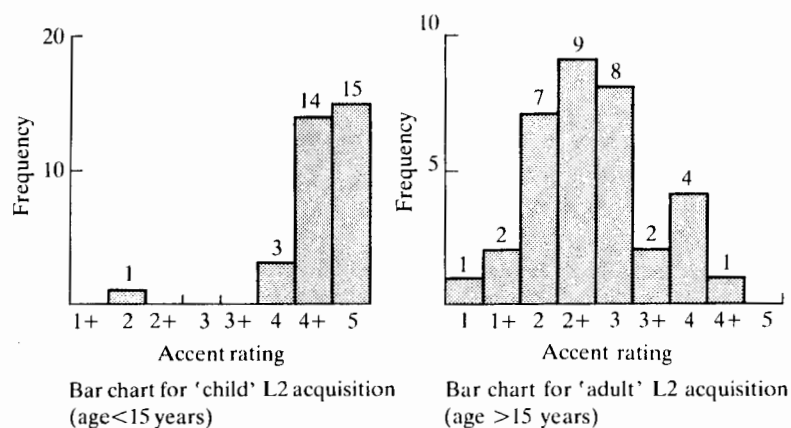 20
10
Frequency
1
3
14
15
1+ 2 2+ 3 3+ 4 4+ 5
Accent rating
Bar chart for 'child' L2 acquisition
(age<15 years)
10
5
Frequency
1
2
7
9
8
2
4
1
1 1+ 2 2+ 3 3+ 4 4+ 5
Accent rating
Bar chart for 'adult' L2 acquisition
(age >15 years)